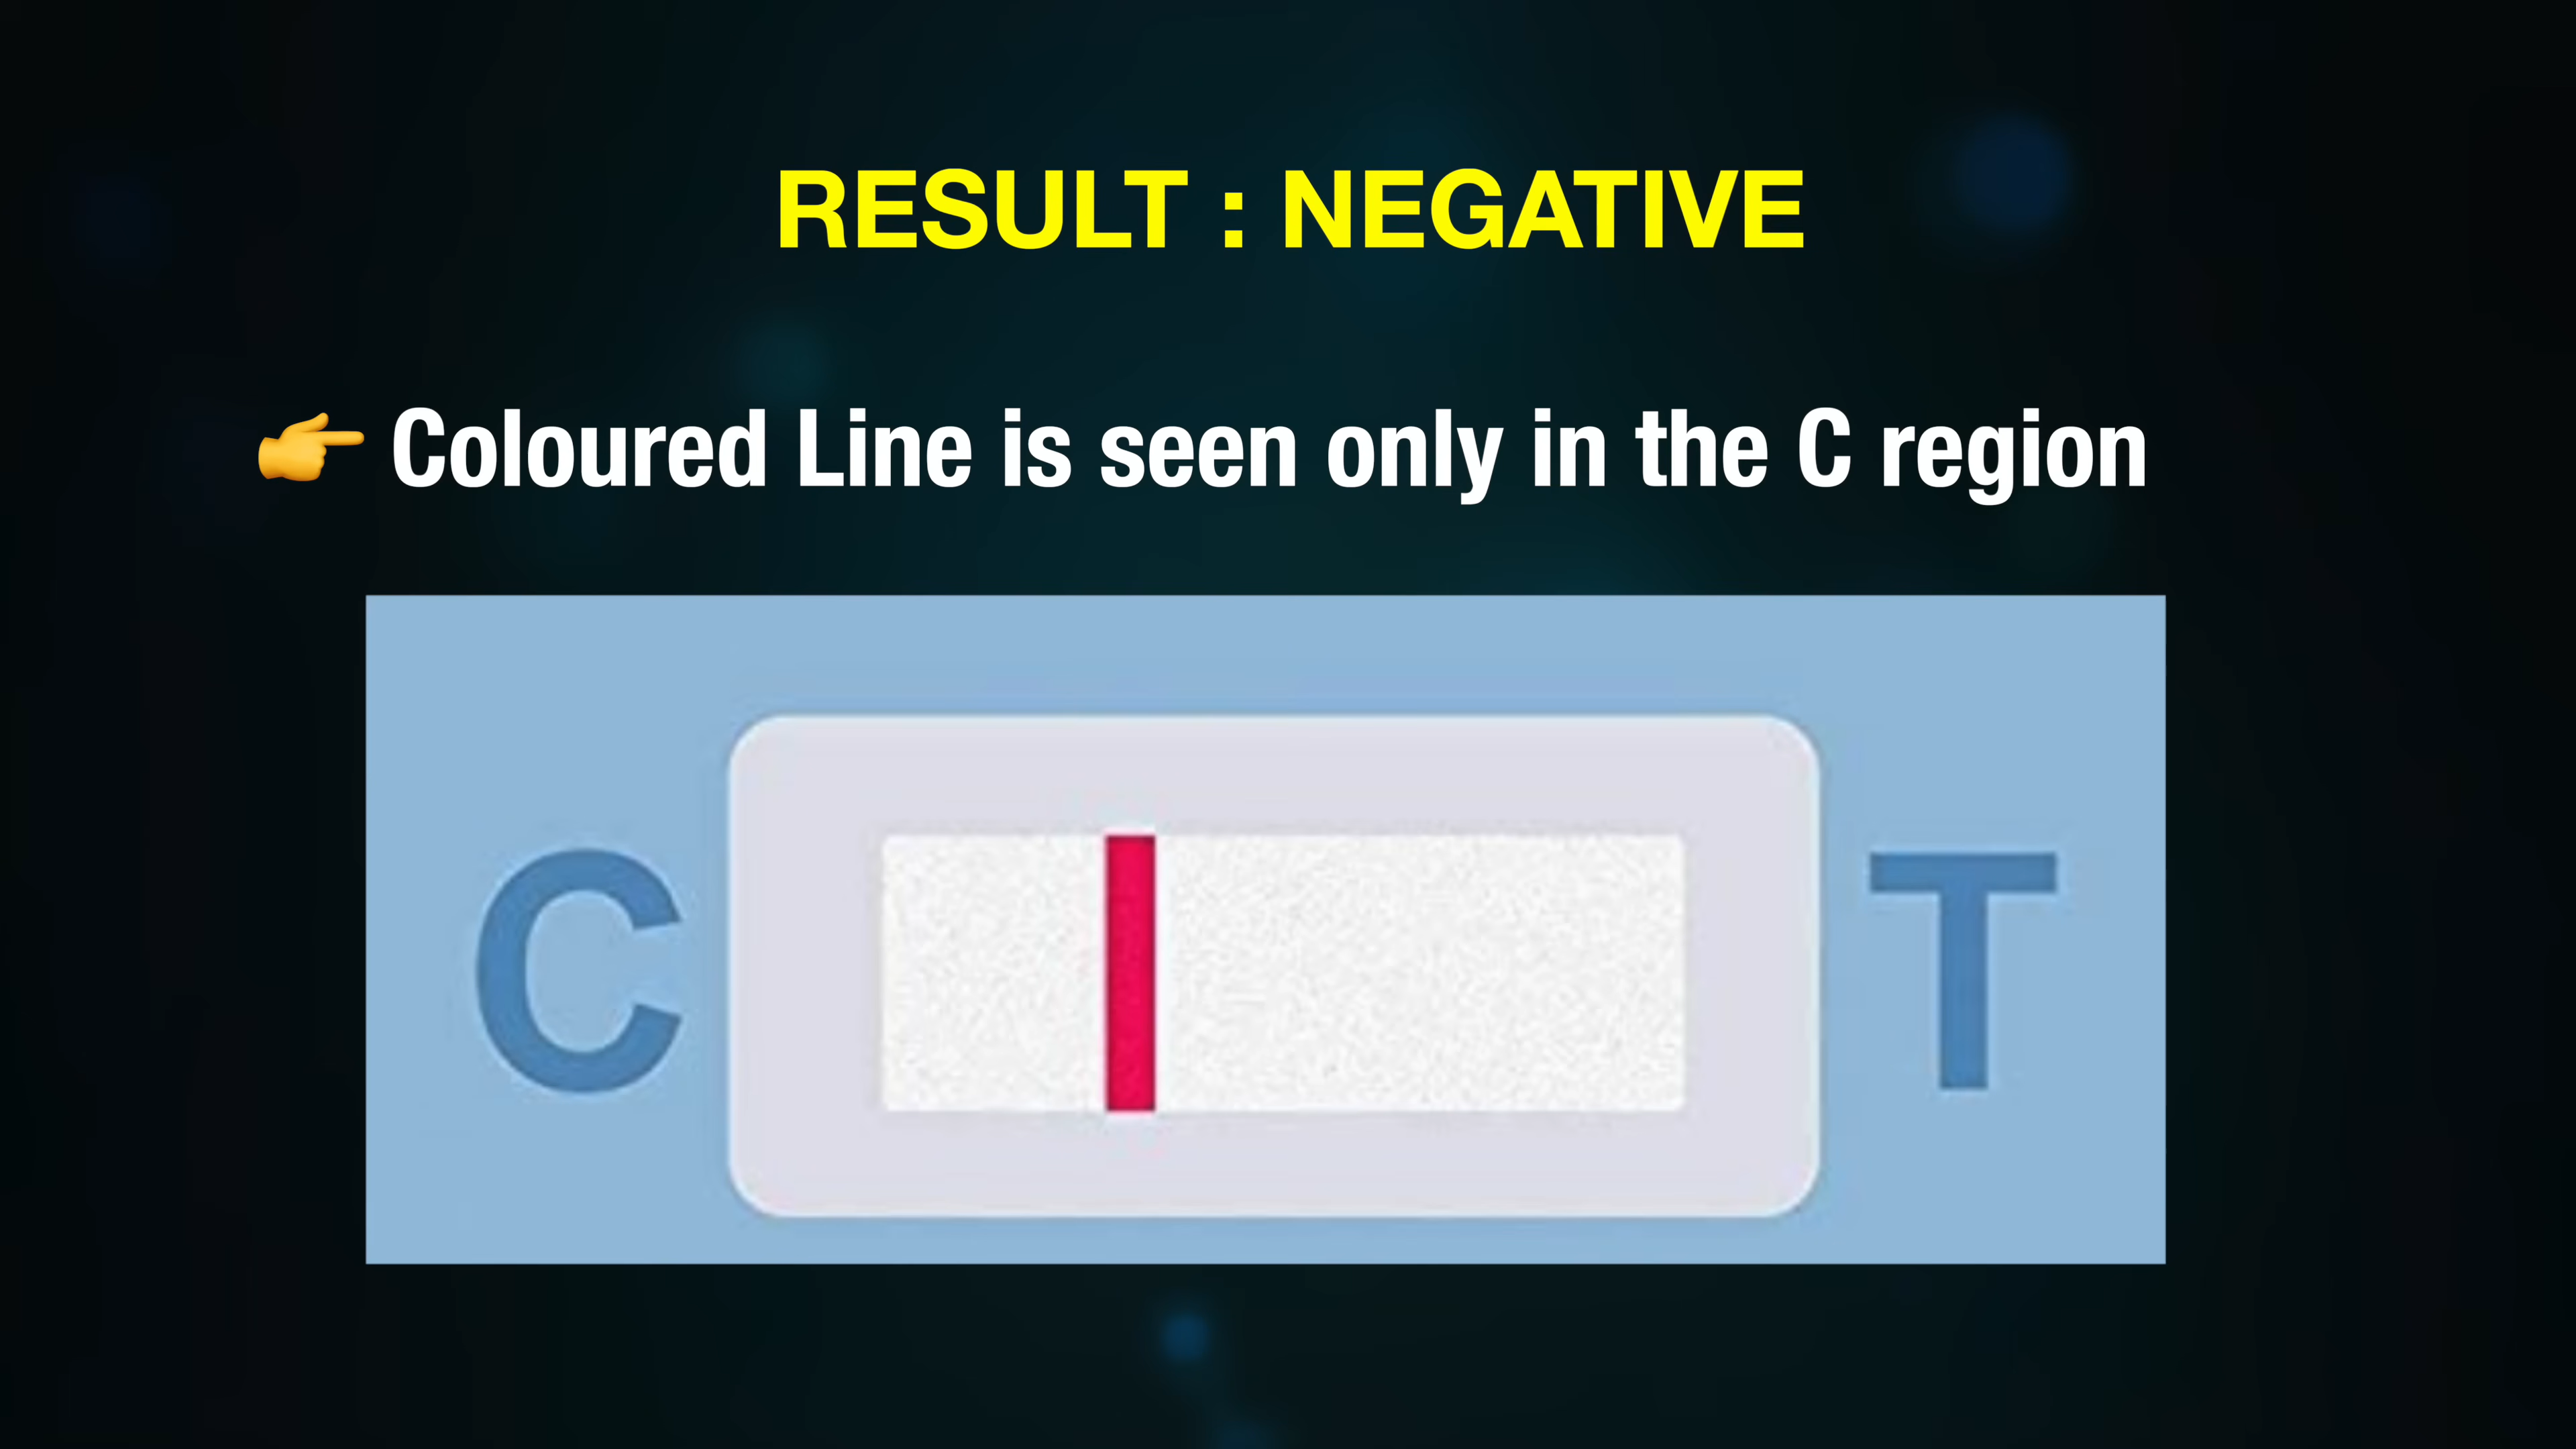 RESULT : NEGATIVE
👉 Coloured Line is seen only in the C region
C T